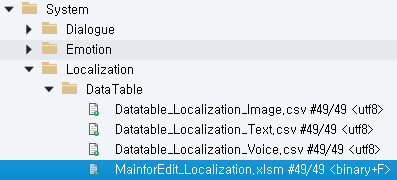 System
Dialogue
Emotion
Localization
DataTable
Datatable_Localization_Image.csv #49/49 <utf8>
Datatable_Localization_Text.csv #49/49 <utf8>
Datatable_Localization_Voice.csv #49/49 <utf8>
MainforEdit_Localization.xlsm #49/49 <binary+F>